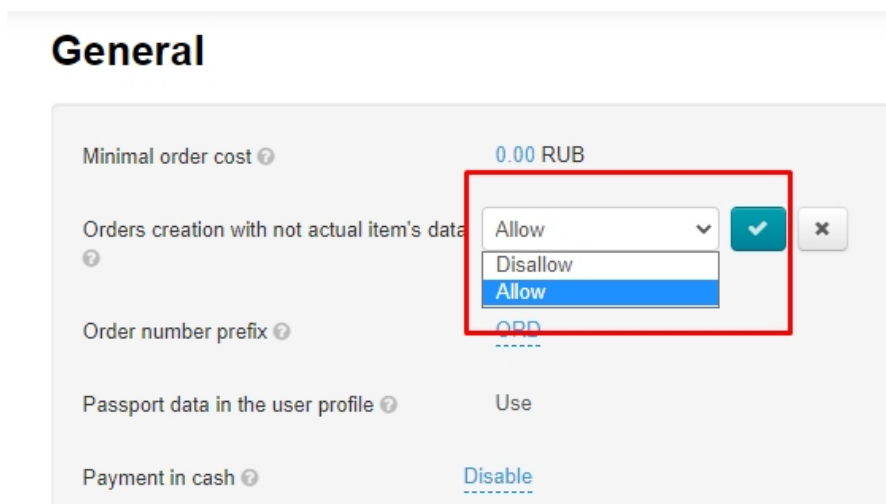 General
Minimal order cost
0.00 RUB
Orders creation with not actual item's data
Allow
Disallow
Allow
Order number prefix
ORD
Passport data in the user profile
Use
Payment in cash
Disable